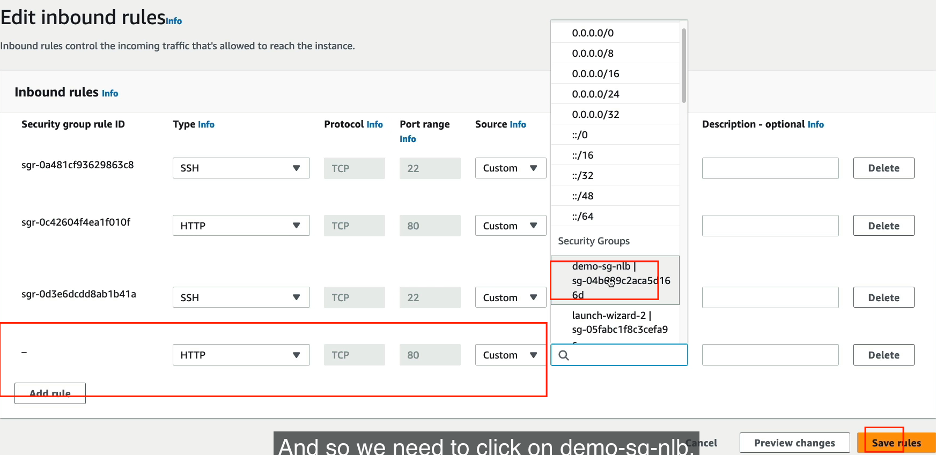 Edit inbound rules Info
Inbound rules control the incoming traffic that's allowed to reach the instance.
Inbound rules Info
Security group rule ID Type Info Protocol Info Port range Info Source Info Description - optional Info
sgr-0a481cf93629863c8 SSH TCP 22 Custom Delete
sgr-0c42604f4ea1f010f HTTP TCP 80 Custom Delete
sgr-0d3e6dcdd8ab1b41a SSH TCP 22 Custom Delete
– HTTP TCP 80 Custom Delete
0.0.0.0/0
0.0.0.0/8
0.0.0.0/16
0.0.0.0/24
0.0.0.0/32
::/0
::/16
::/32
::/48
::/64
Security Groups
demo-sg-nlb |
6d
launch-wizard-2 |
sg-05fabc1f8c3cefa9
Add rule
Cancel Preview changes Save rules
And so we need to click on demo-sg-nlb.